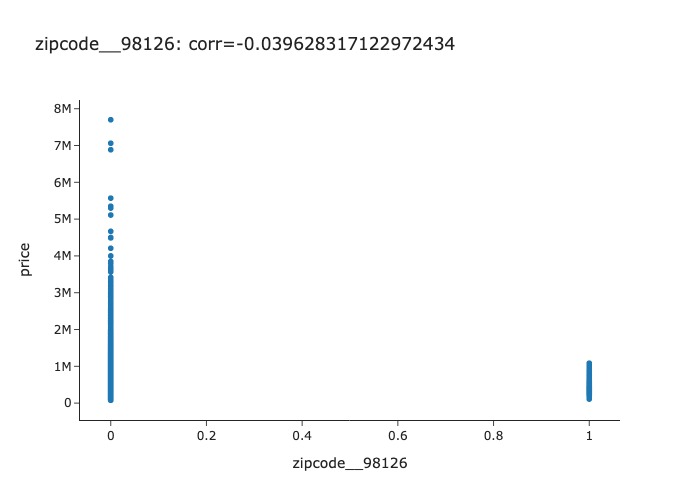 zipcode__98126: corr=-0.039628317122972434
8M
7M
6M
5M
4M
3M
2M
1M
0
price
0
0.2
0.4
0.6
0.8
1
zipcode__98126